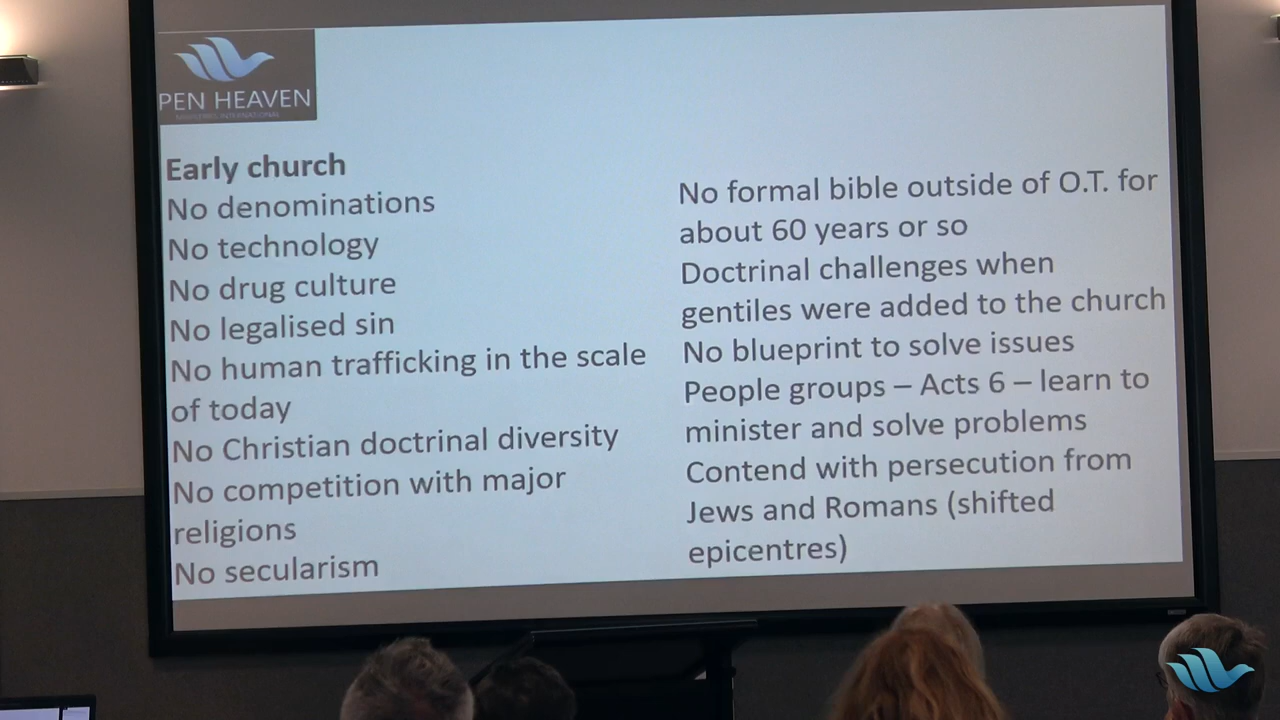 PEN HEAVEN
MINISTRIES INTERNATIONAL
Early church
No denominations
No technology
No drug culture
No legalised sin
No human trafficking in the scale
of today
No Christian doctrinal diversity
No competition with major
religions
No secularism
No formal bible outside of O.T. for
about 60 years or so
Doctrinal challenges when
gentiles were added to the church
No blueprint to solve issues
People groups – Acts 6 – learn to
minister and solve problems
Contend with persecution from
Jews and Romans (shifted
epicentres)